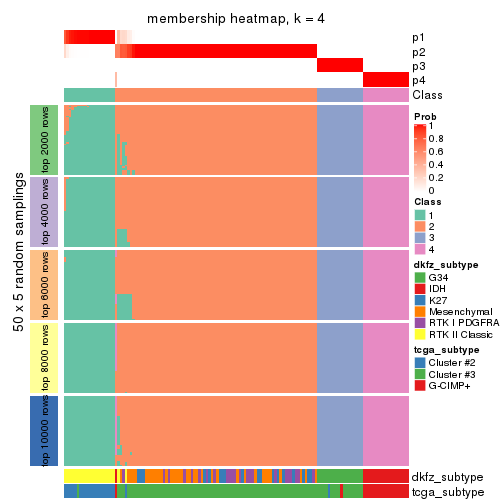 membership heatmap, k = 4
p1
p2
p3
p4
Class
50 x 5 random samplings
top 2000 rows
top 4000 rows
top 6000 rows
top 8000 rows
top 10000 rows
Prob
1
0.8
0.6
0.4
0.2
0
Class
1
2
3
4
dkfz_subtype
G34
IDH
K27
Mesenchymal
RTK I PDGFRA
RTK II Classic
tcga_subtype
Cluster #2
Cluster #3
G-CIMP+
dkfz_subtype
tcga_subtype